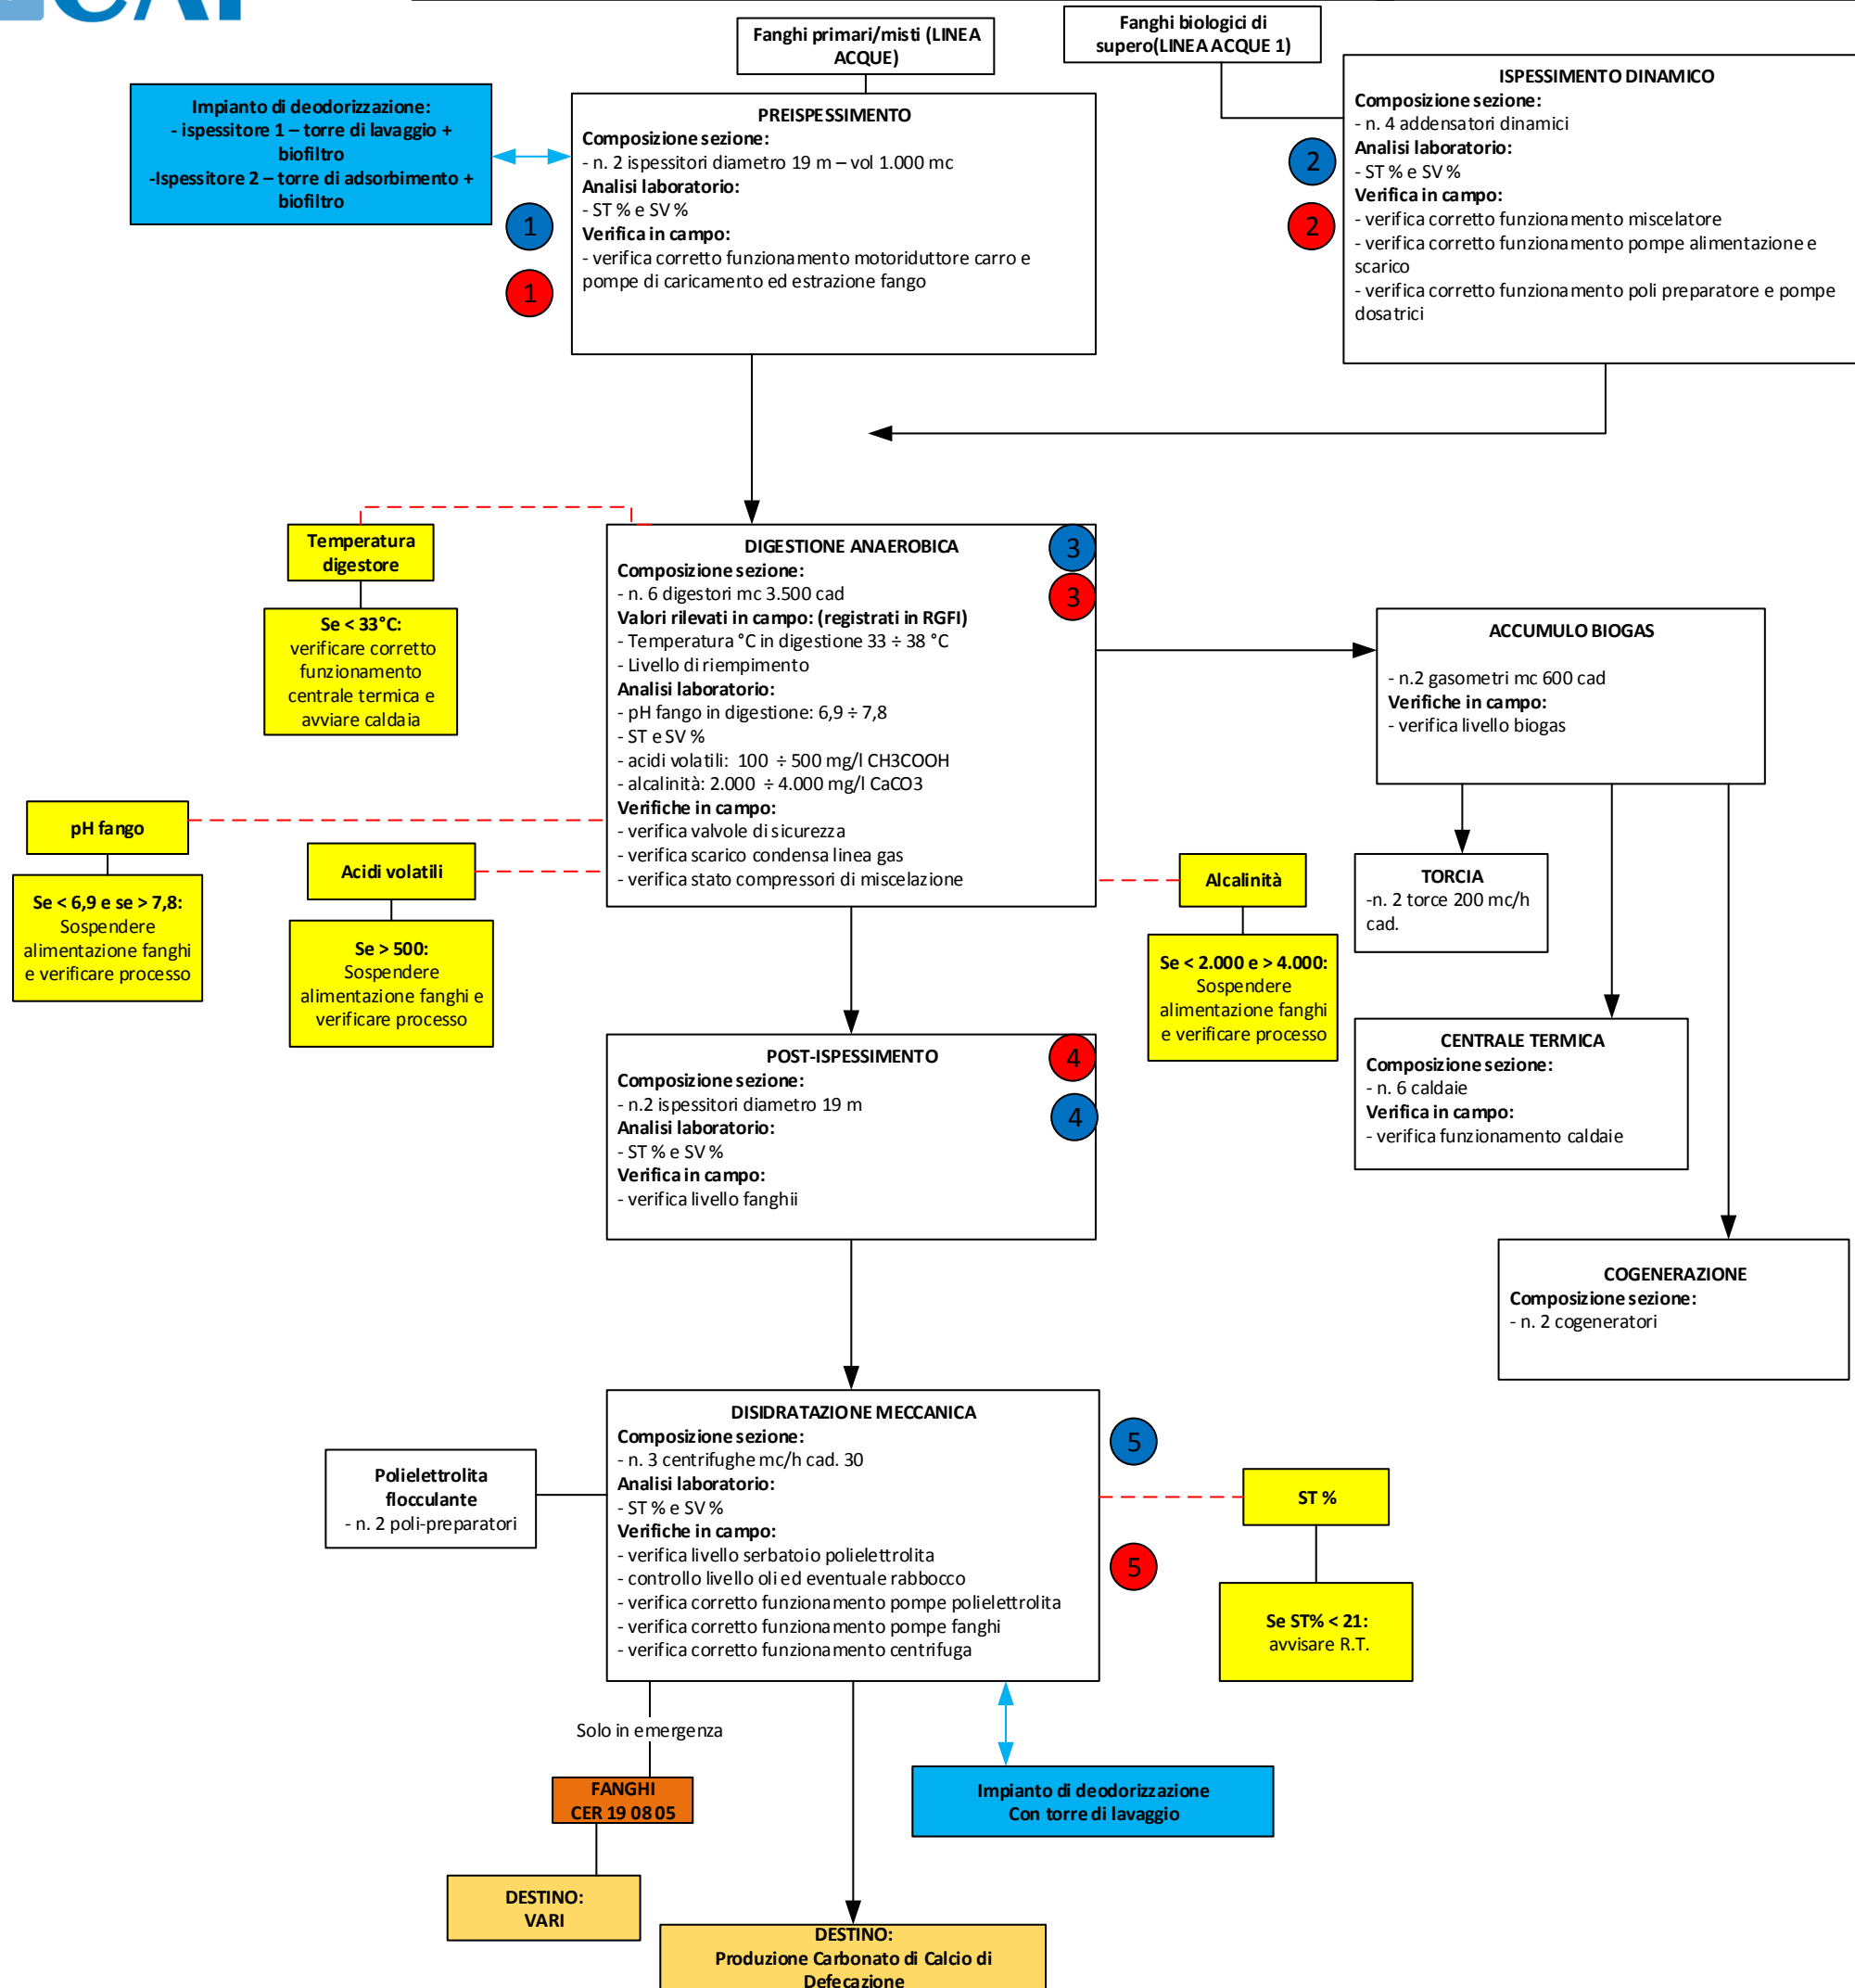 CAP
Fanghi primari/misti (LINEA
ACQUE)
Fanghi biologici di
supero(LINEA ACQUE 1)
Impianto di deodorizzazione:
- ispessitore 1 – torre di lavaggio +
biofiltro
-Ispessitore 2 – torre di adsorbimento +
biofiltro
1
1
PREISPESSIMENTO
Composizione sezione:
- n. 2 ispessitori diametro 19 m – vol 1.000 mc
Analisi laboratorio:
- ST % e SV %
Verifica in campo:
- verifica corretto funzionamento motoriduttore carro e
pompe di caricamento ed estrazione fango
2
2
ISPESSIMENTO DINAMICO
Composizione sezione:
- n. 4 addensatori dinamici
Analisi laboratorio:
- ST % e SV %
Verifica in campo:
- verifica corretto funzionamento miscelatore
- verifica corretto funzionamento pompe alimentazione e
scarico
- verifica corretto funzionamento poli preparatore e pompe
dosatrici
Temperatura
digestore
Se < 33°C:
verificare corretto
funzionamento
centrale termica e
avviare caldaia
DIGESTIONE ANAEROBICA
Composizione sezione:
- n. 6 digestori mc 3.500 cad
Valori rilevati in campo: (registrati in RGFI)
- Temperatura °C in digestione 33 ÷ 38 °C
- Livello di riempimento
Analisi laboratorio:
- pH fango in digestione: 6,9 ÷ 7,8
- ST e SV %
- acidi volatili: 100 ÷ 500 mg/l CH3COOH
- alcalinità: 2.000 ÷ 4.000 mg/l CaCO3
Verifiche in campo:
- verifica valvole di sicurezza
- verifica scarico condensa linea gas
- verifica stato compressori di miscelazione
3
3
ACCUMULO BIOGAS
- n.2 gasometri mc 600 cad
Verifiche in campo:
- verifica livello biogas
pH fango
Se < 6,9 e se > 7,8:
Sospendere
alimentazione fanghi
e verificare processo
Acidi volatili
Se > 500:
Sospendere
alimentazione fanghi e
verificare processo
Alcalinità
Se < 2.000 e > 4.000:
Sospendere
alimentazione fanghi
e verificare processo
TORCIA
-n. 2 torce 200 mc/h
cad.
CENTRALE TERMICA
Composizione sezione:
- n. 6 caldaie
Verifica in campo:
- verifica funzionamento caldaie
POST-ISPESSIMENTO
Composizione sezione:
- n.2 ispessitori diametro 19 m
Analisi laboratorio:
- ST % e SV %
Verifica in campo:
- verifica livello fanghii
4
4
COGENERAZIONE
Composizione sezione:
- n. 2 cogeneratori
Polielettrolita
flocculante
- n. 2 poli-preparatori
DISIDRATAZIONE MECCANICA
Composizione sezione:
- n. 3 centrifughe mc/h cad. 30
Analisi laboratorio:
- ST % e SV %
Verifiche in campo:
- verifica livello serbatoio polielettrolita
- controllo livello oli ed eventuale rabbocco
- verifica corretto funzionamento pompe polielettrolita
- verifica corretto funzionamento pompe fanghi
- verifica corretto funzionamento centrifuga
5
5
ST %
Se ST% < 21:
avvisare R.T.
Solo in emergenza
FANGHI
CER 19 08 05
DESTINO:
VARI
Impianto di deodorizzazione
Con torre di lavaggio
DESTINO:
Produzione Carbonato di Calcio di
Defecazione